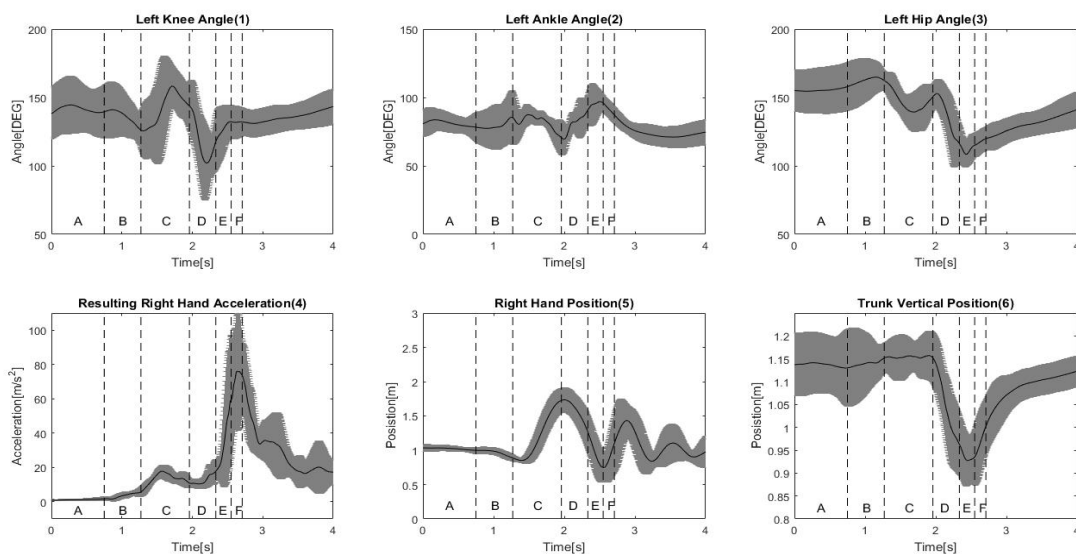 Left Knee Angle(1)
200
150
100
50
Angle[DEG]
A B C D E F
0 1 2 3 4
Time[s]
Left Ankle Angle(2)
150
100
50
0
Angle[DEG]
A B C D E F
0 1 2 3 4
Time[s]
Left Hip Angle(3)
200
150
100
50
Angle[DEG]
A B C D E F
0 1 2 3 4
Time[s]
Resulting Right Hand Acceleration(4)
100
80
60
40
20
0
Acceleration[m/s²]
A B C D E F
0 1 2 3 4
Time[s]
Right Hand Position(5)
3
2.5
2
1.5
1
0.5
0
Posistion[m]
A B C D E F
0 1 2 3 4
Time[s]
Trunk Vertical Position(6)
1.2
1.15
1.1
1.05
1
0.95
0.9
0.85
0.8
Posistion[m]
A B C D E F
0 1 2 3 4
Time[s]